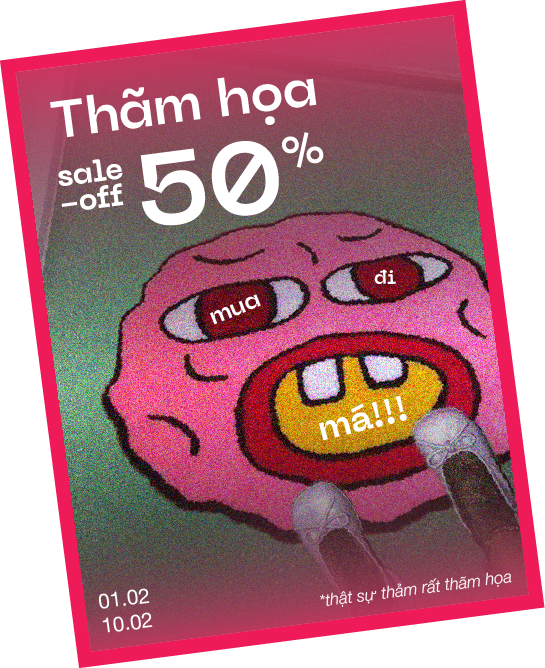 Thãm họa
sale
-off
50%
mua
đi
má!!!
01.02
10.02
*thật sự thảm rất thãm họa